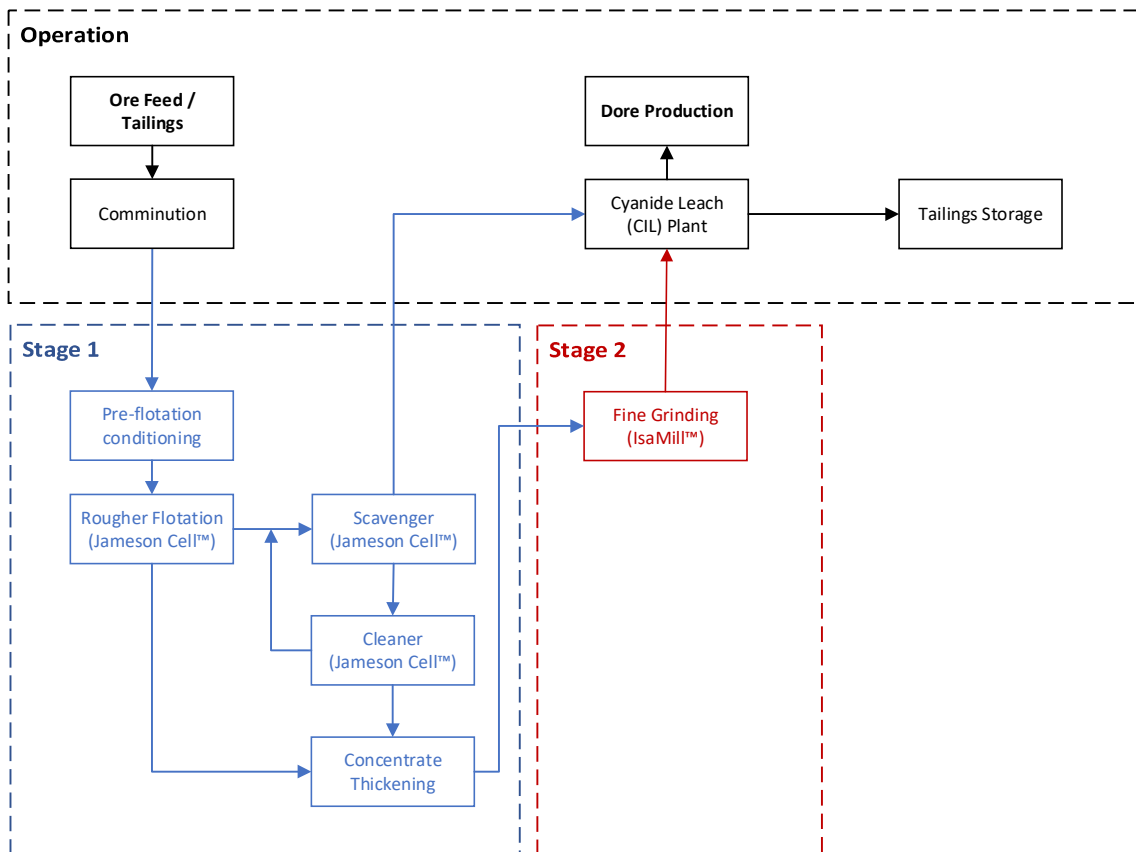 Operation
Ore Feed /
Tailings
Dore Production
Comminution
Cyanide Leach
(CIL) Plant
Tailings Storage
Stage 1
Stage 2
Pre-flotation
conditioning
Fine Grinding
(IsaMill™)
Rougher Flotation
(Jameson Cell™)
Scavenger
(Jameson Cell™)
Cleaner
(Jameson Cell™)
Concentrate
Thickening